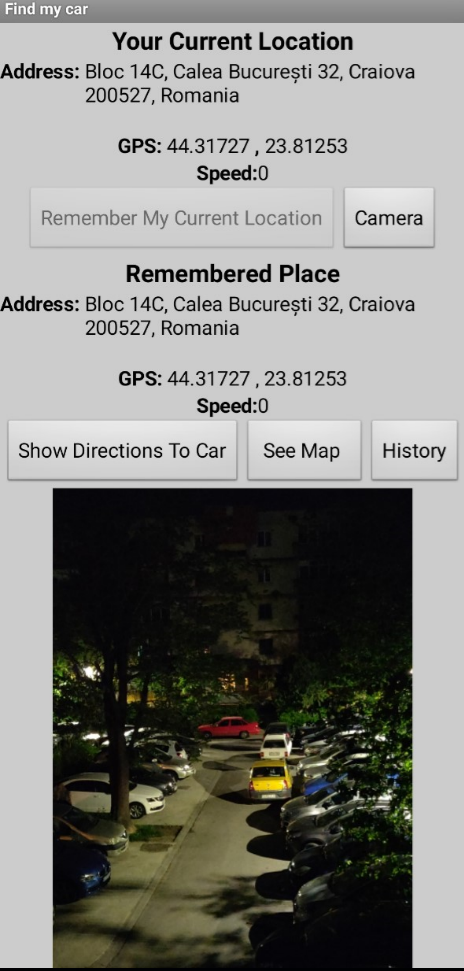 Find my car
Your Current Location
Address: Bloc 14C, Calea București 32, Craiova
200527, Romania
GPS: 44.31727 , 23.81253
Speed:0
Remember My Current Location
Camera
Remembered Place
Address: Bloc 14C, Calea București 32, Craiova
200527, Romania
GPS: 44.31727 , 23.81253
Speed:0
Show Directions To Car
See Map
History